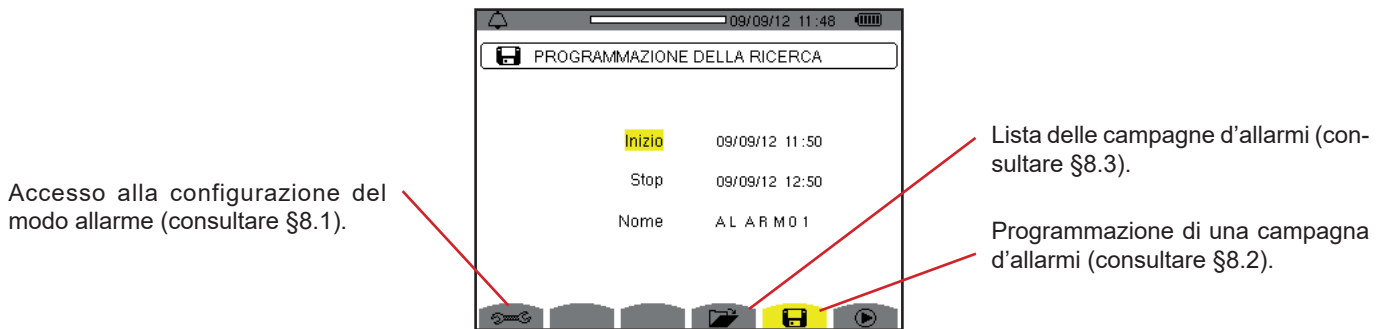 09/09/12 11:48
PROGRAMMAZIONE DELLA RICERCA
Inizio 09/09/12 11:50
Stop 09/09/12 12:50
Nome ALARM01
Accesso alla configurazione del
modo allarme (consultare §8.1).
Lista delle campagne d’allarmi (con-
sultare §8.3).
Programmazione di una campagna
d’allarmi (consultare §8.2).